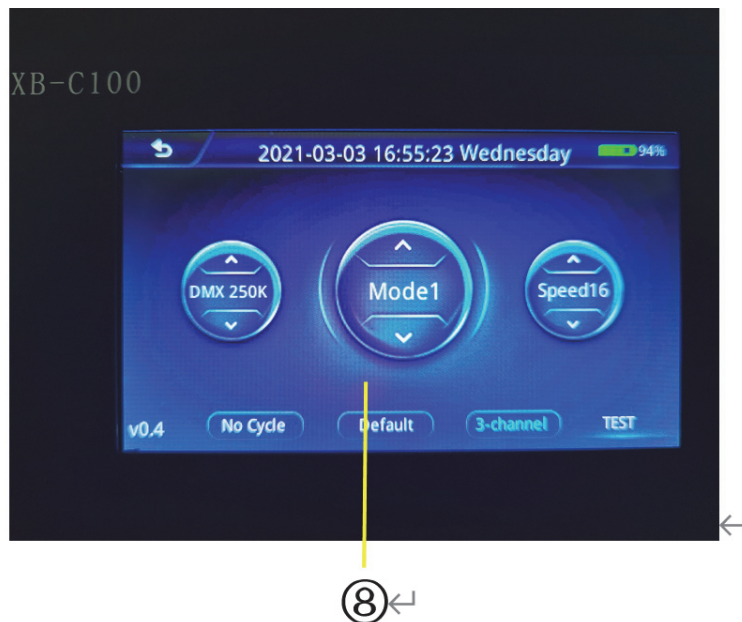 XB-C100
2021-03-03 16:55:23 Wednesday 94%
DMX 250K Mode1 Speed16
v0.4 No Cycle Default 3-channel TEST
⑧